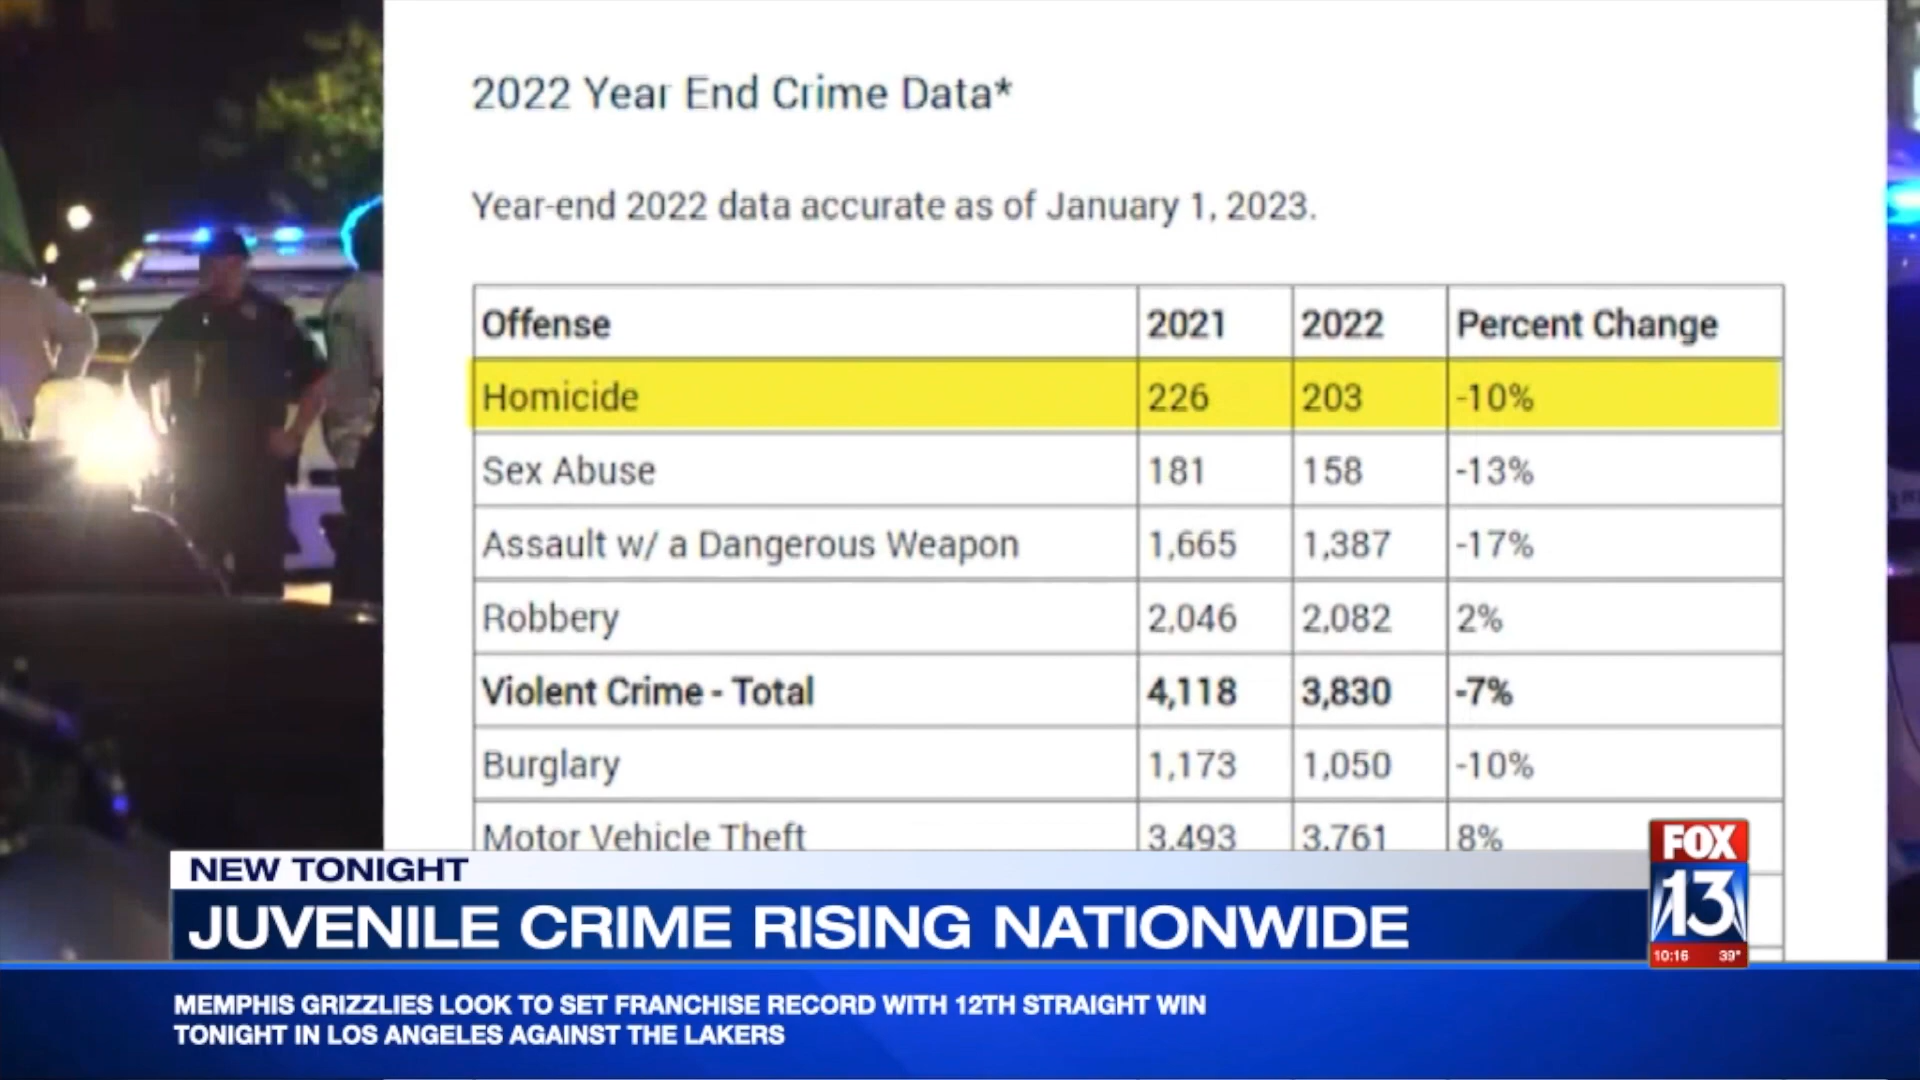 2022 Year End Crime Data*
Year-end 2022 data accurate as of January 1, 2023.
Offense 2021 2022 Percent Change
Homicide 226 203 -10%
Sex Abuse 181 158 -13%
Assault w/ a Dangerous Weapon 1,665 1,387 -17%
Robbery 2,046 2,082 2%
Violent Crime - Total 4,118 3,830 -7%
Burglary 1,173 1,050 -10%
Motor Vehicle Theft 3,493 3,761 8%
NEW TONIGHT
JUVENILE CRIME RISING NATIONWIDE
FOX
13
10:16 39°
MEMPHIS GRIZZLIES LOOK TO SET FRANCHISE RECORD WITH 12TH STRAIGHT WIN
TONIGHT IN LOS ANGELES AGAINST THE LAKERS